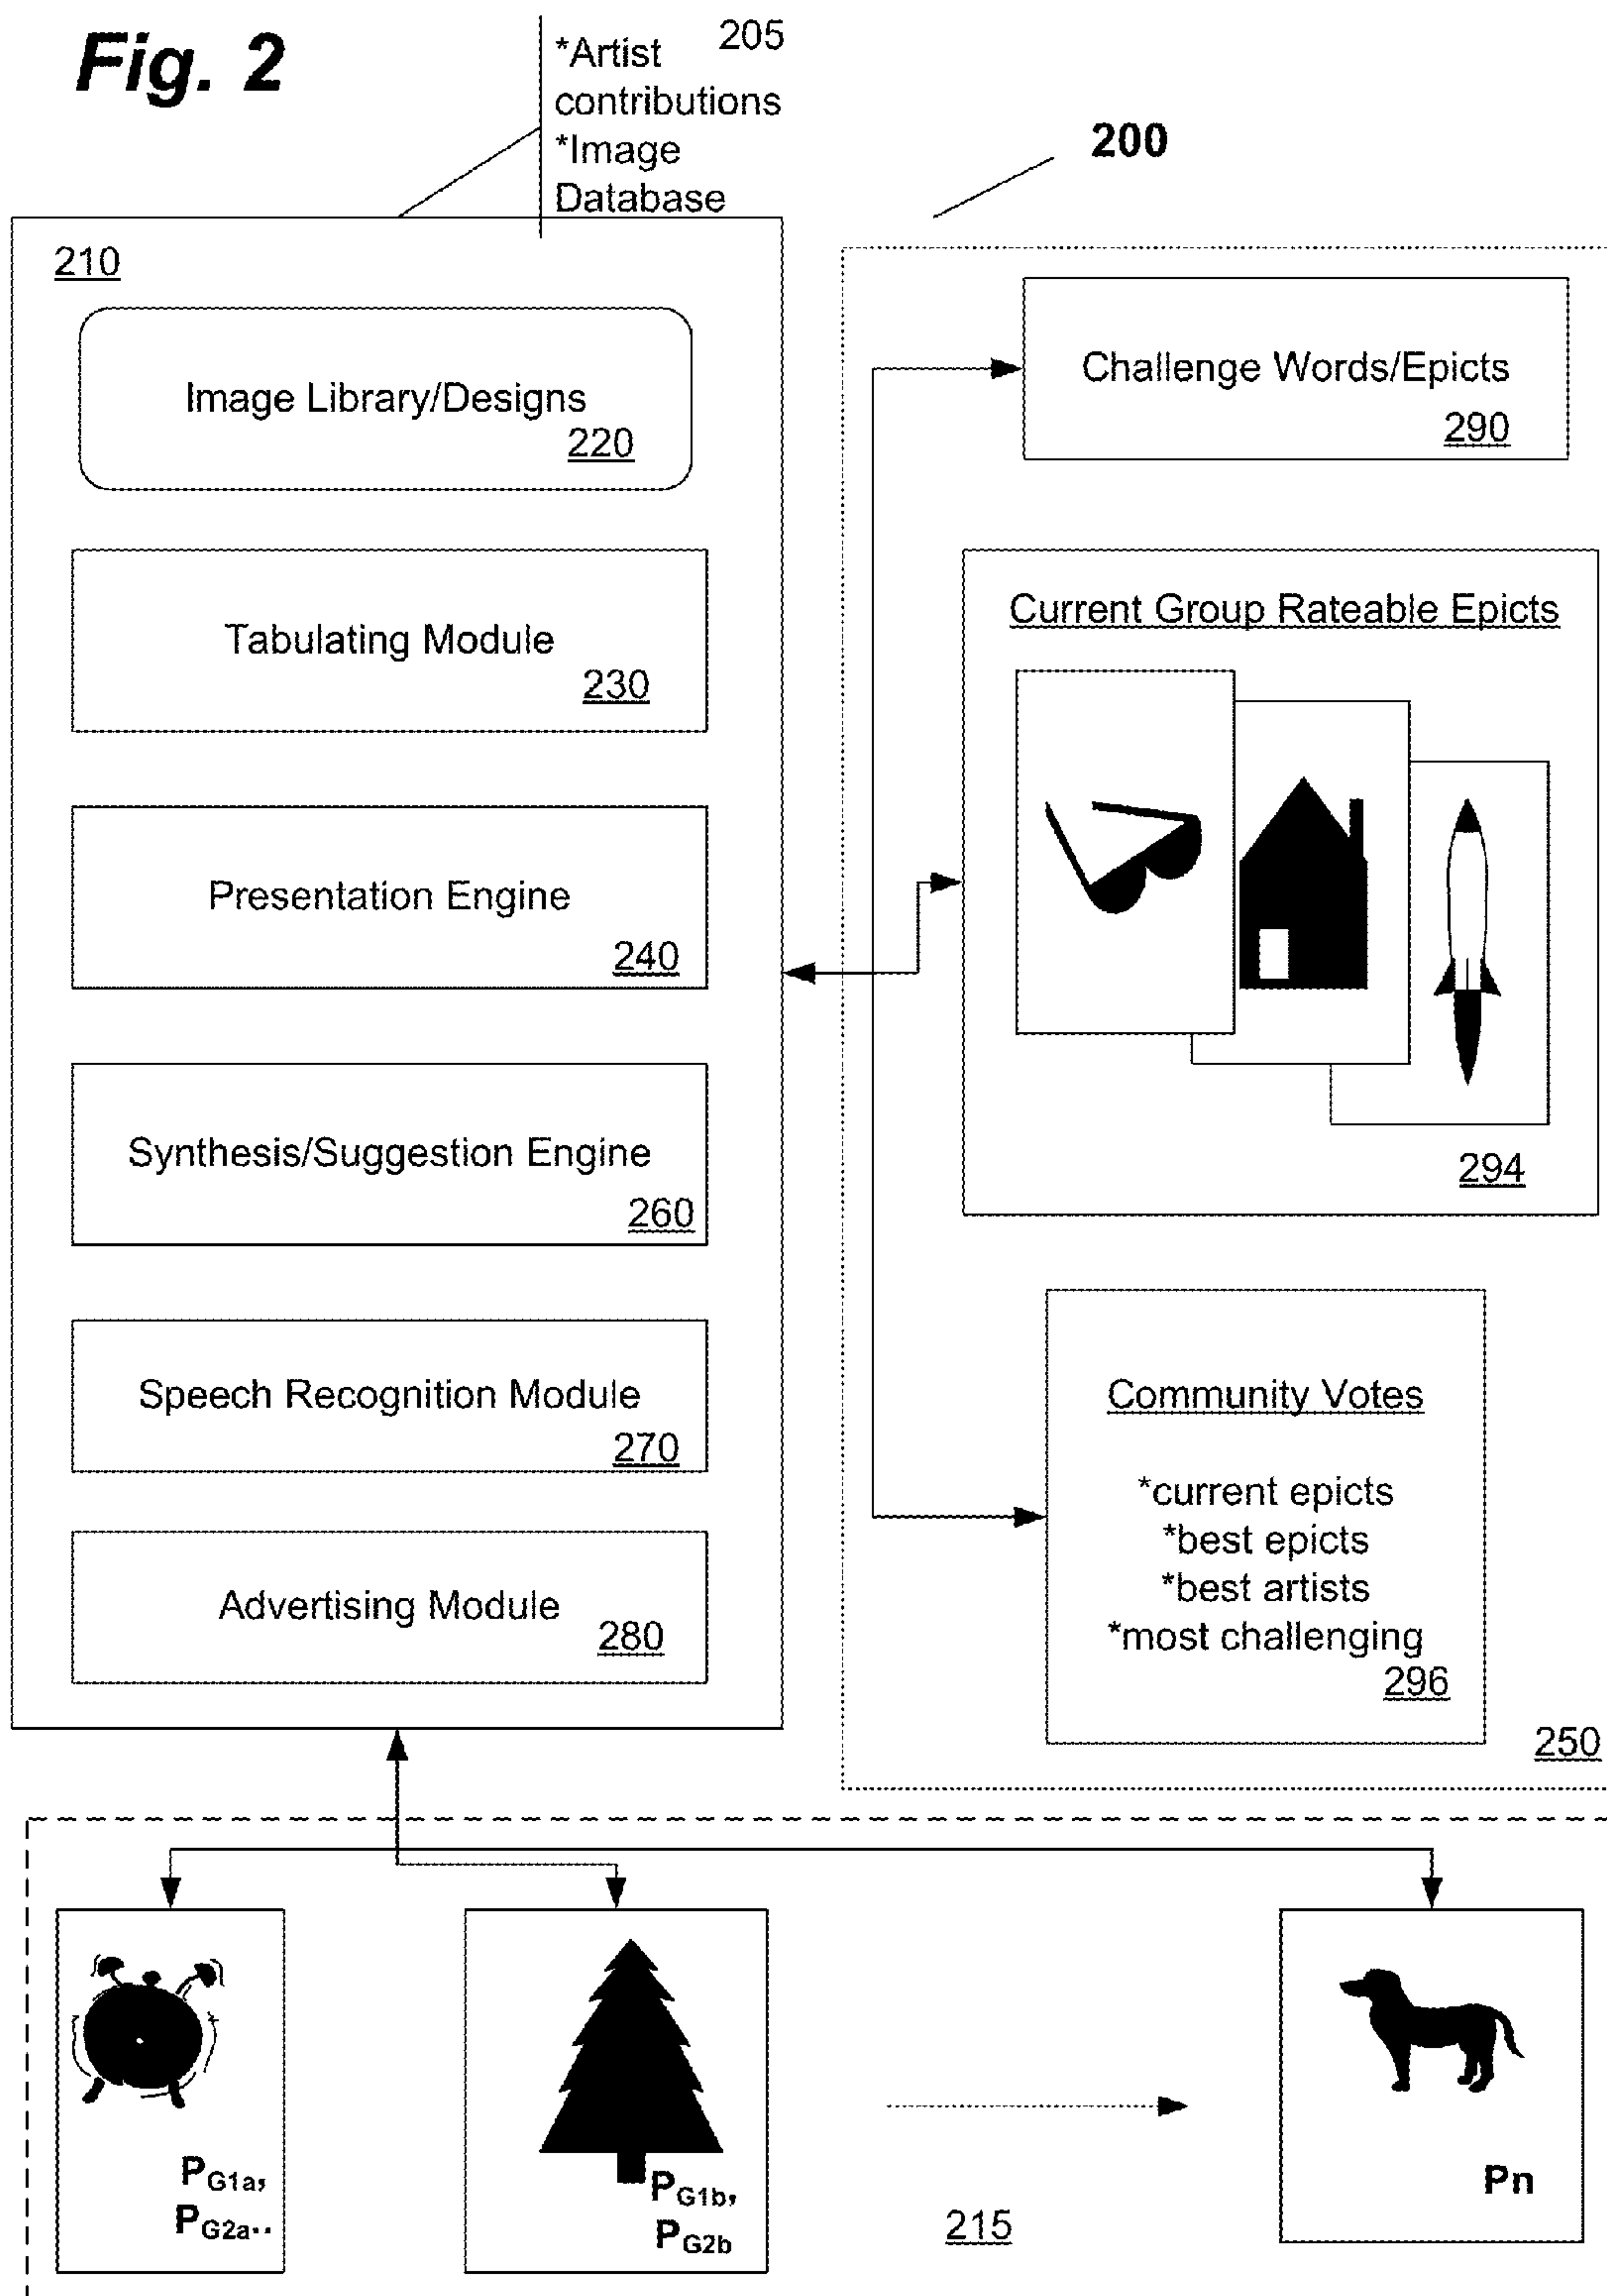 Fig. 2
205
*Artist
contributions
*Image
Database
200
210
Image Library/Designs
220
Tabulating Module
230
Presentation Engine
240
Synthesis/Suggestion Engine
260
Speech Recognition Module
270
Advertising Module
280
Challenge Words/Epicts
290
Current Group Rateable Epicts
294
Community Votes
*current epicts
*best epicts
*best artists
*most challenging
296
250
PG1a,
PG2a..
PG1b,
PG2b
215
Pn